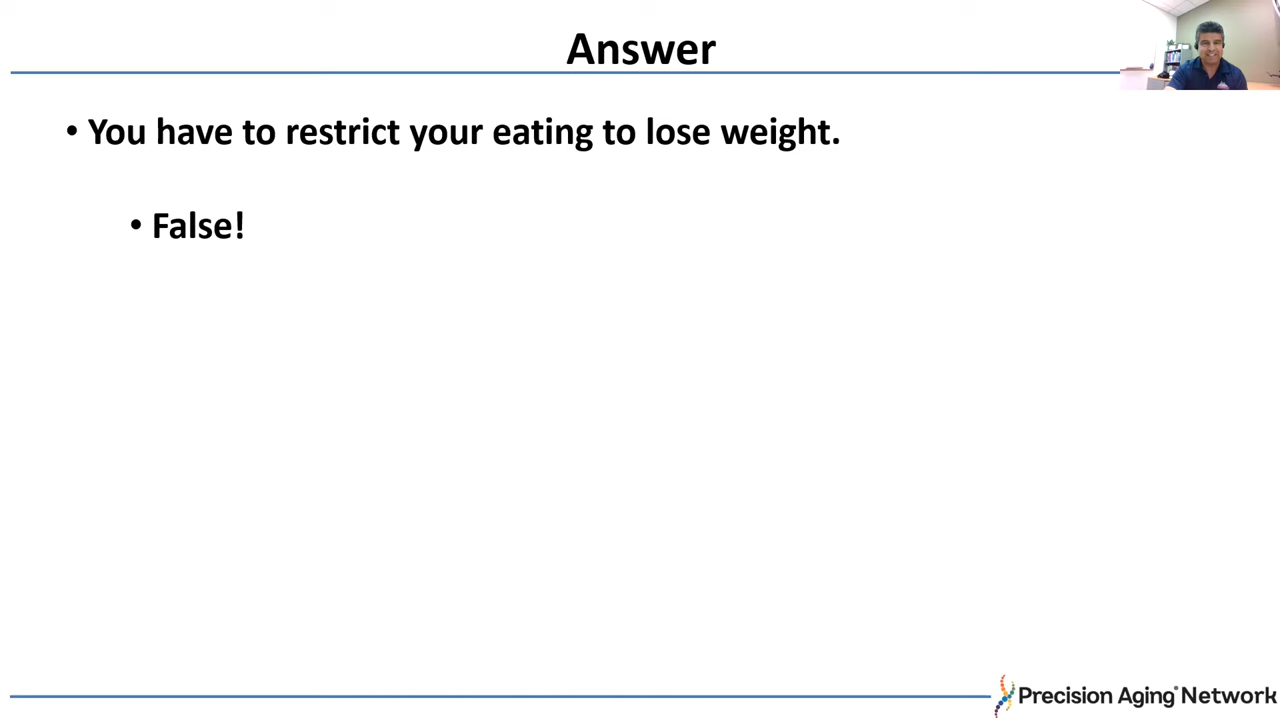 Answer
• You have to restrict your eating to lose weight.
• False!
Precision Aging® Network